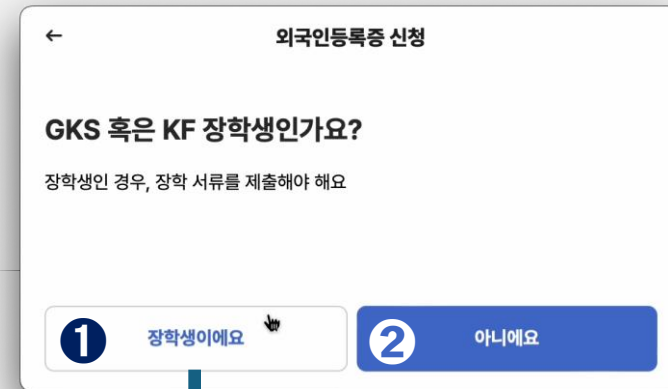 ← 외국인등록증 신청
GKS 혹은 KF 장학생인가요?
장학생인 경우, 장학 서류를 제출해야 해요
1 장학생이에요
2 아니에요